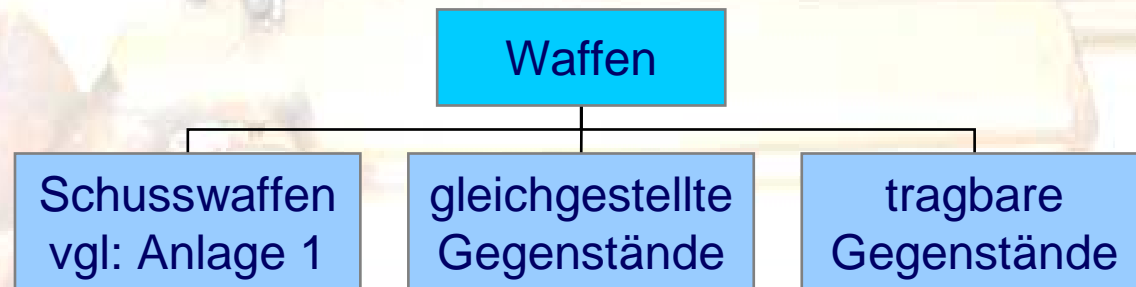 Waffen
Schusswaffen
vgl: Anlage 1
gleichgestellte
Gegenstände
tragbare
Gegenstände